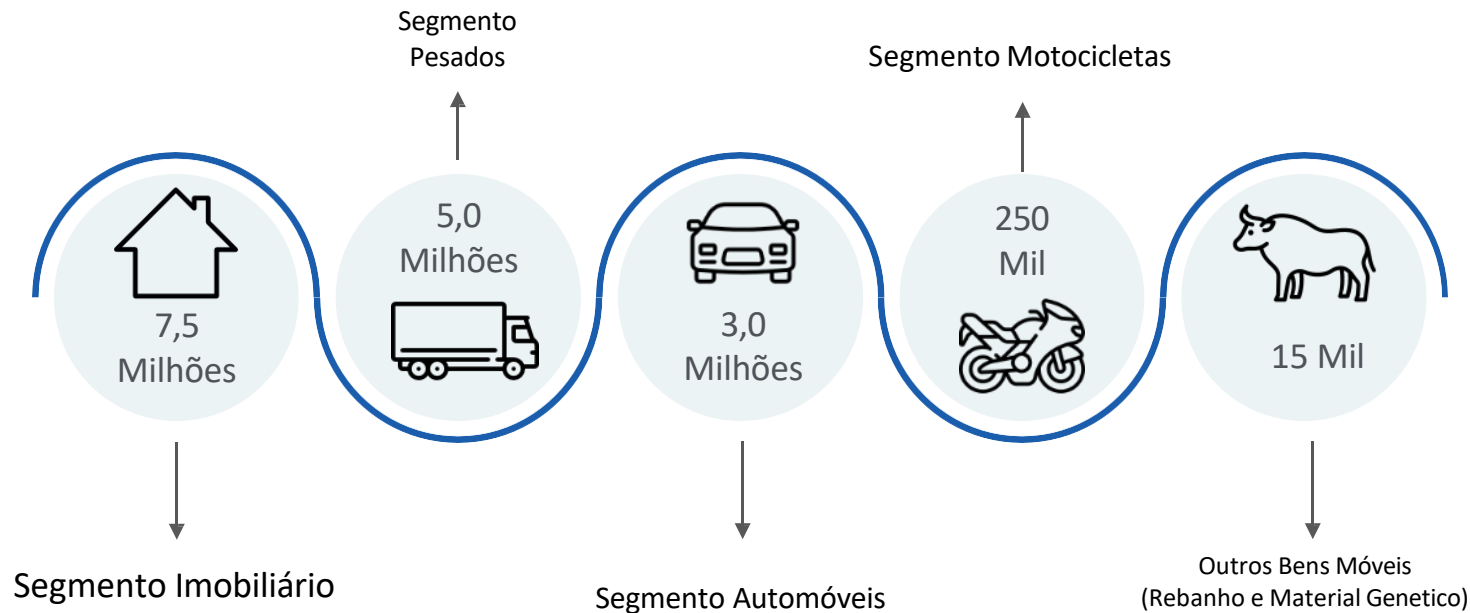 Segmento
Pesados
Segmento Motocicletas
7,5
Milhões
5,0
Milhões
3,0
Milhões
250
Mil
15 Mil
Segmento Imobiliário
Segmento Automóveis
Outros Bens Móveis
(Rebanho e Material Genetico)